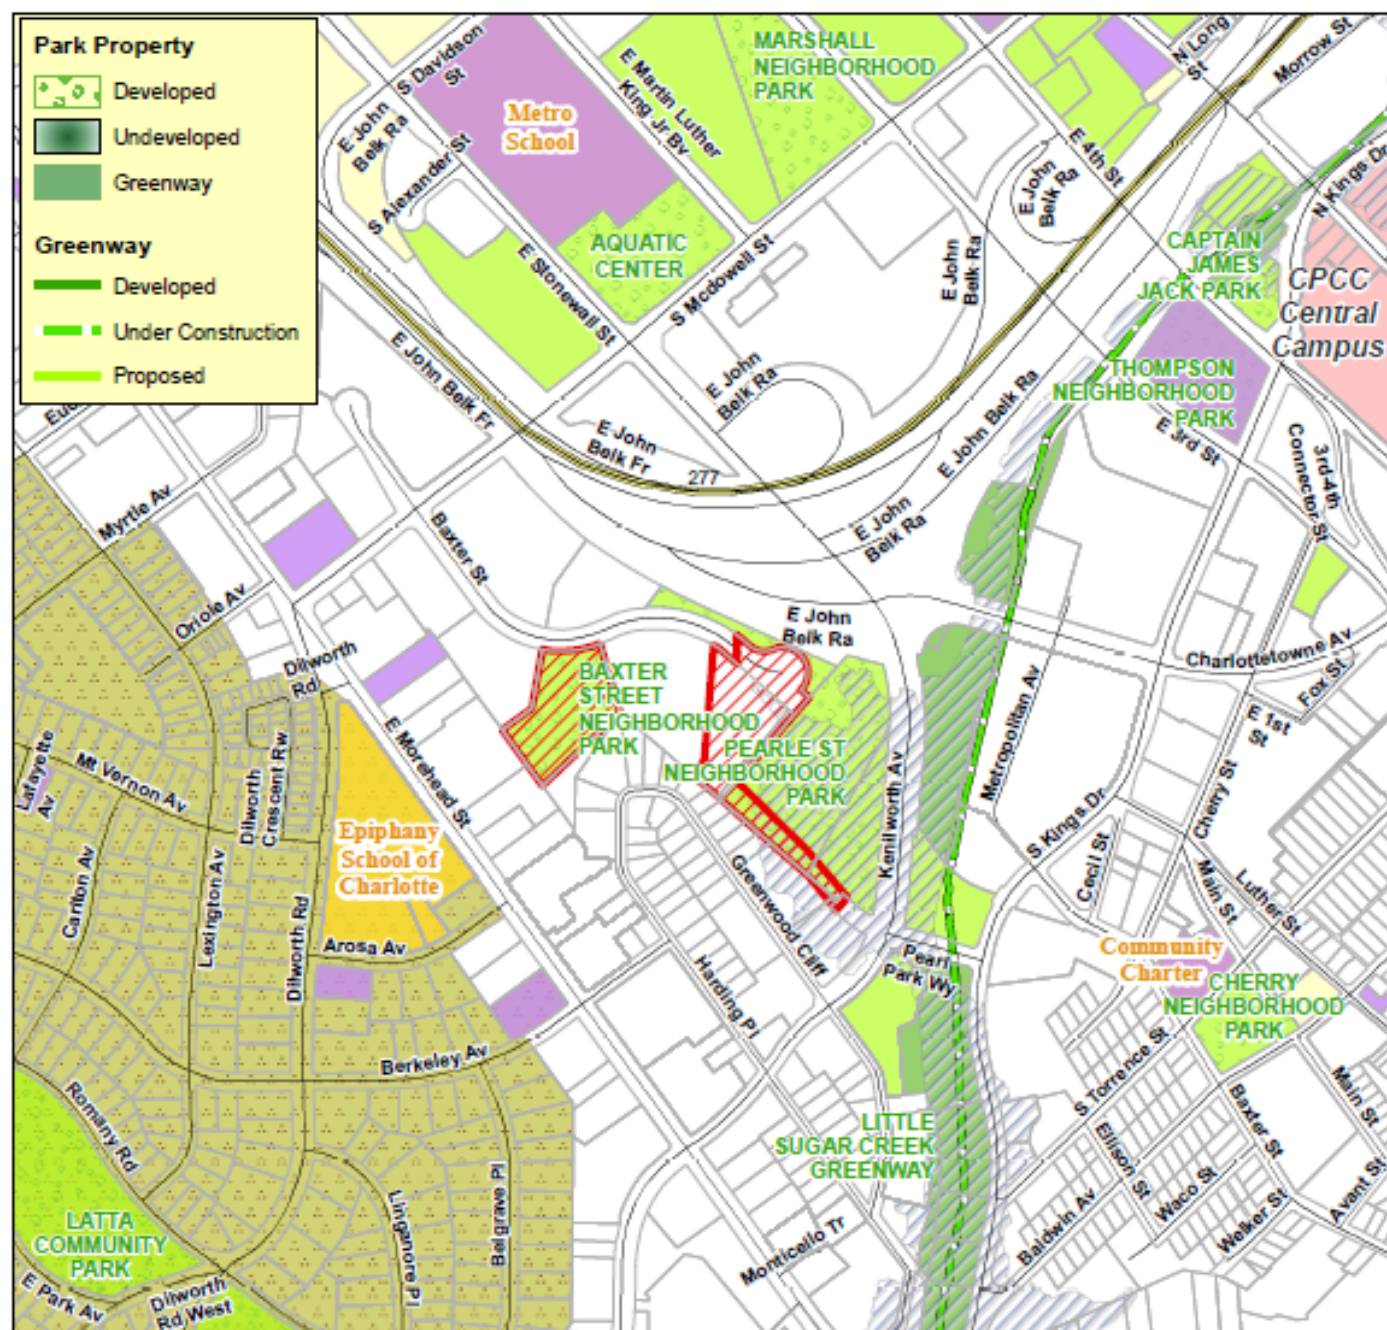 Park Property
Developed
Undeveloped
Greenway
Greenway
Developed
Under Construction
Proposed
S Davidson
St
E John
Belk Ra
S Alexander St
Metro
School
E Martin Luther
King Jr Bv
MARSHALL
NEIGHBORHOOD
PARK
N Long
St
Morrow St
E 4th St
E John
Belk Ra
N Kings Dr
AQUATIC
CENTER
E Stonewall St
S Mcdowell St
E John
Belk Ra
CAPTAIN
JAMES
JACK PARK
CPCC
Central
Campus
E John Belk Fr
E John
Belk Ra
E John Belk Ra
THOMPSON
NEIGHBORHOOD
PARK
E 3rd St
3rd-4th
Connector St
E John
Belk Fr
277
E John
Belk Ra
Myrtle Av
Baxter St
Oriole Av
Dilworth
Rd
E John
Belk Ra
Charlottetowne Av
Fox St
E 1st
St
Metropolitan Av
BAXTER
STREET
NEIGHBORHOOD
PARK
PEARLE ST
NEIGHBORHOOD
PARK
Kenilworth Av
E Morehead St
Lafayette
Av
Mt Vernon Av
Dilworth
Crescent Rw
Epiphany
School of
Charlotte
Carlton Av
Lexington Av
Dilworth Rd
Arosa Av
Greenwood Cliff
S Kings Dr
Cecil St
Cherry St
Main St
Luther St
Community
Charter
CHERRY
NEIGHBORHOOD
PARK
Pearl
Park Wy
Harding Pl
Berkeley Av
Romany Rd
S Torrence St
Main St
Baxter St
Ellison St
Waco St
Welker St
Avant St
Baldwin Av
LITTLE
SUGAR CREEK
GREENWAY
Belgrave Pl
Linganore Pl
Monticello Tr
LATTA
COMMUNITY
PARK
E Park Av
Dilworth
Rd West